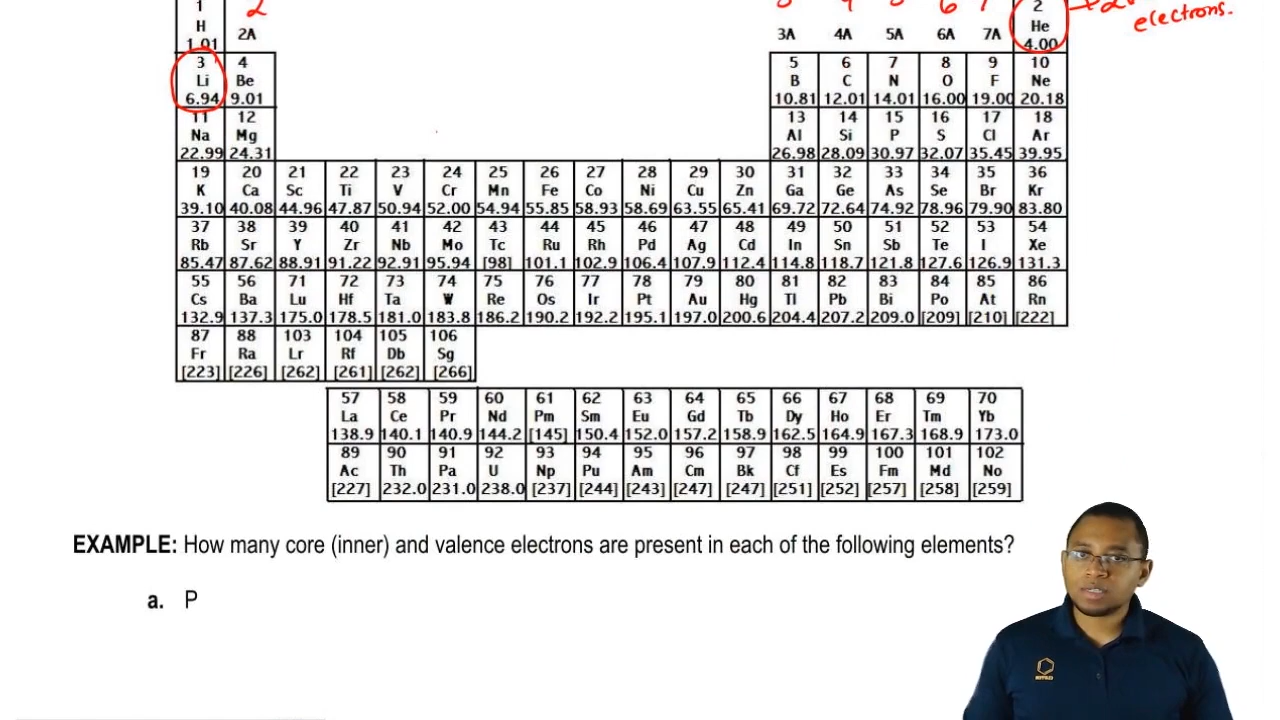 1 2 2
H 2A 3A 4A 5A 6 6A 7 7A He electrons.
1.01 4.00
3 4 5 6 7 8 9 10
Li Be B C N O F Ne
6.94 9.01 10.81 12.01 14.01 16.00 19.00 20.18
11 12 13 14 15 16 17 18
Na Mg Al Si P S Cl Ar
22.99 24.31 26.98 28.09 30.97 32.07 35.45 39.95
19 20 21 22 23 24 25 26 27 28 29 30 31 32 33 34 35 36
K Ca Sc Ti V Cr Mn Fe Co Ni Cu Zn Ga Ge As Se Br Kr
39.10 40.08 44.96 47.87 50.94 52.00 54.94 55.85 58.93 58.69 63.55 65.41 69.72 72.64 74.92 78.96 79.90 83.80
37 38 39 40 41 42 43 44 45 46 47 48 49 50 51 52 53 54
Rb Sr Y Zr Nb Mo Tc Ru Rh Pd Ag Cd In Sn Sb Te I Xe
85.47 87.62 88.91 91.22 92.91 95.94 [98] 101.1 102.9 106.4 107.9 112.4 114.8 118.7 121.8 127.6 126.9 131.3
55 56 71 72 73 74 75 76 77 78 79 80 81 82 83 84 85 86
Cs Ba Lu Hf Ta W Re Os Ir Pt Au Hg Tl Pb Bi Po At Rn
132.9 137.3 175.0 178.5 181.0 183.8 186.2 190.2 192.2 195.1 197.0 200.6 204.4 207.2 209.0 [209] [210] [222]
87 88 103 104 105 106
Fr Ra Lr Rf Db Sg
[223] [226] [262] [261] [262] [266]
57 58 59 60 61 62 63 64 65 66 67 68 69 70
La Ce Pr Nd Pm Sm Eu Gd Tb Dy Ho Er Tm Yb
138.9 140.1 140.9 144.2 [145] 150.4 152.0 157.2 158.9 162.5 164.9 167.3 168.9 173.0
89 90 91 92 93 94 95 96 97 98 99 100 101 102
Ac Th Pa U Np Pu Am Cm Bk Cf Es Fm Md No
[227] 232.0 231.0 238.0 [237] [244] [243] [247] [247] [251] [252] [257] [258] [259]
EXAMPLE: How many core (inner) and valence electrons are present in each of the following elements?
a. P